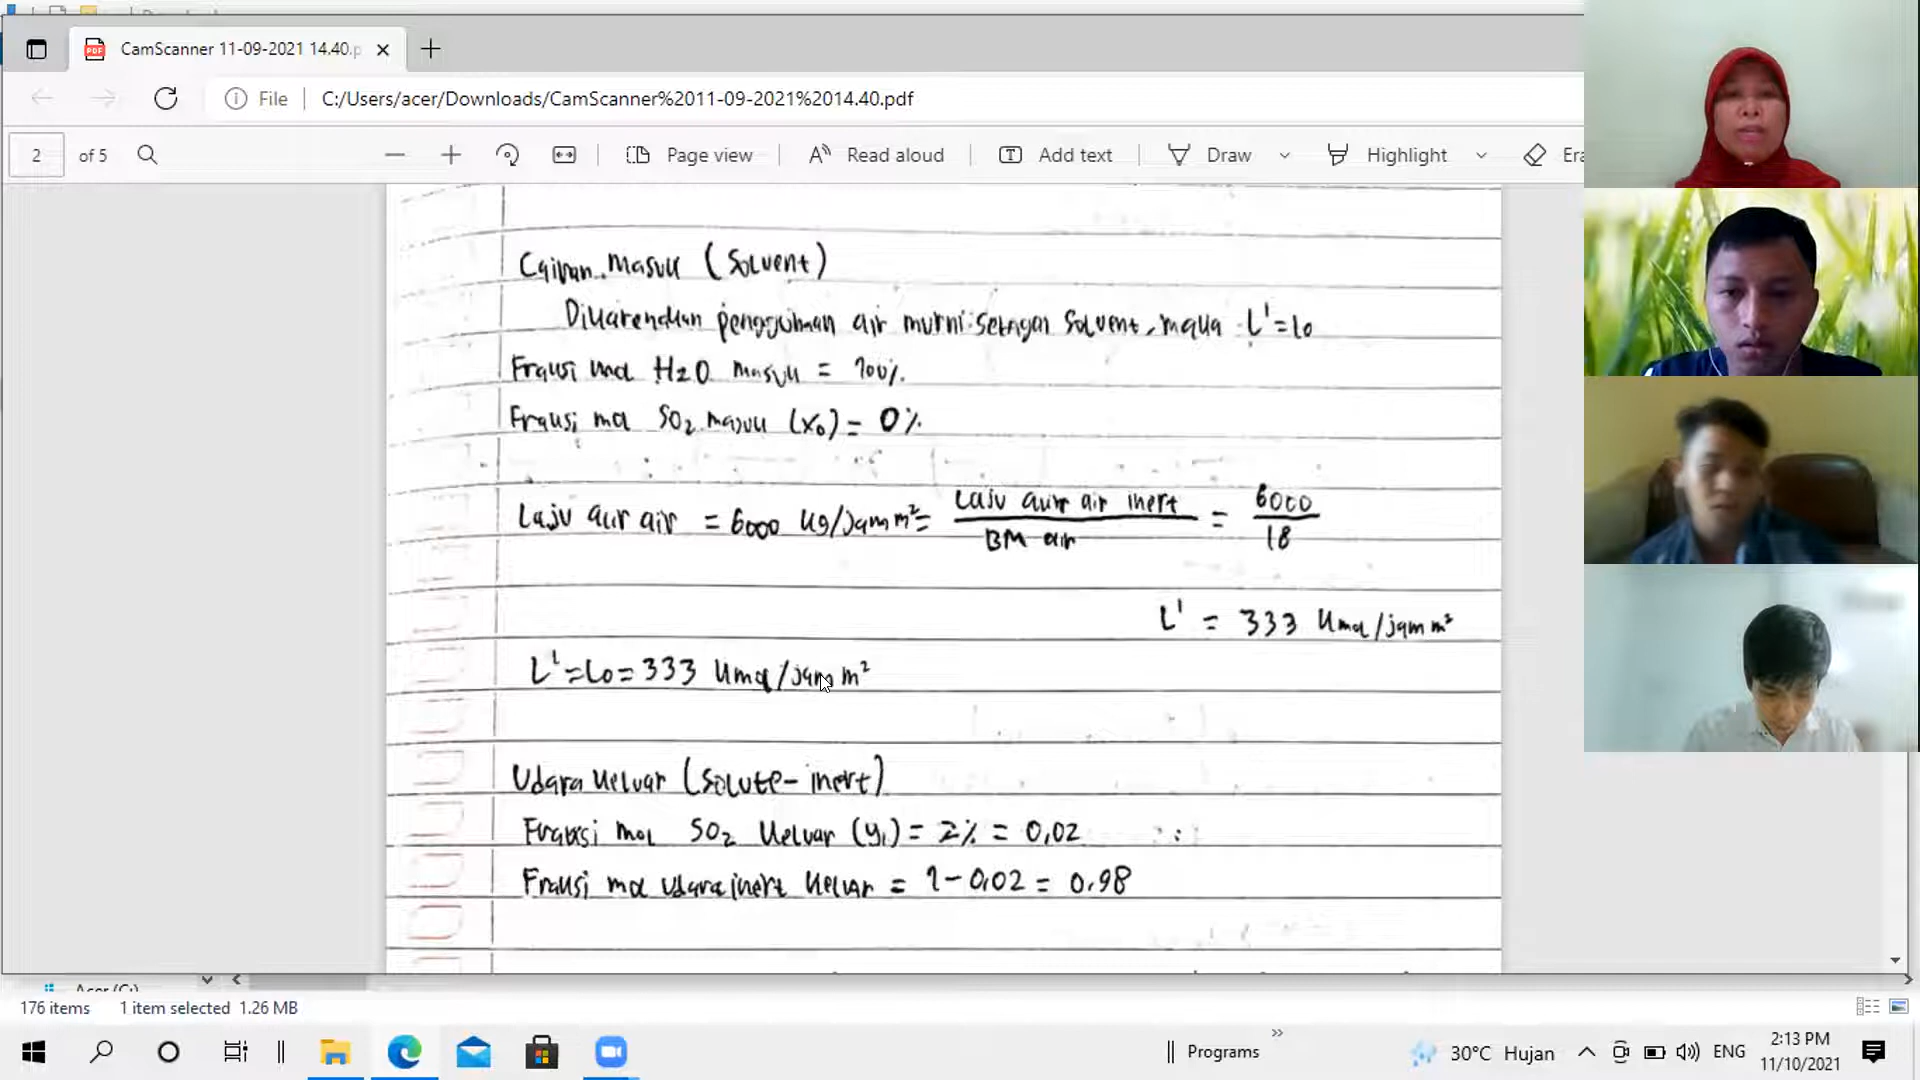 CamScanner 11-09-2021 14.40.p
File C:/Users/acer/Downloads/CamScanner%2011-09-2021%2014.40.pdf
2 of 5 Page view Read aloud Add text Draw Highlight Era
Cairan masuk (Solvent)
Dikarenakan penggunaan air murni sebagai solvent, maka L' = L0
Fraksi mol H2O masuk = 100%
Fraksi mol SO2 masuk (x0) = 0%
Laju alir air = 6000 kg/jam m² = Laju alir air inert / BM air = 6000 / 18
L' = 333 kmol/jam m²
L' = L0 = 333 kmol/jam m²
Udara keluar (solute-inert)
Fraksi mol SO2 keluar (y1) = 2% = 0,02
Fraksi mol udara inert keluar = 1 - 0,02 = 0,98
176 items 1 item selected 1.26 MB
Programs 30°C Hujan ENG 2:13 PM
11/10/2021